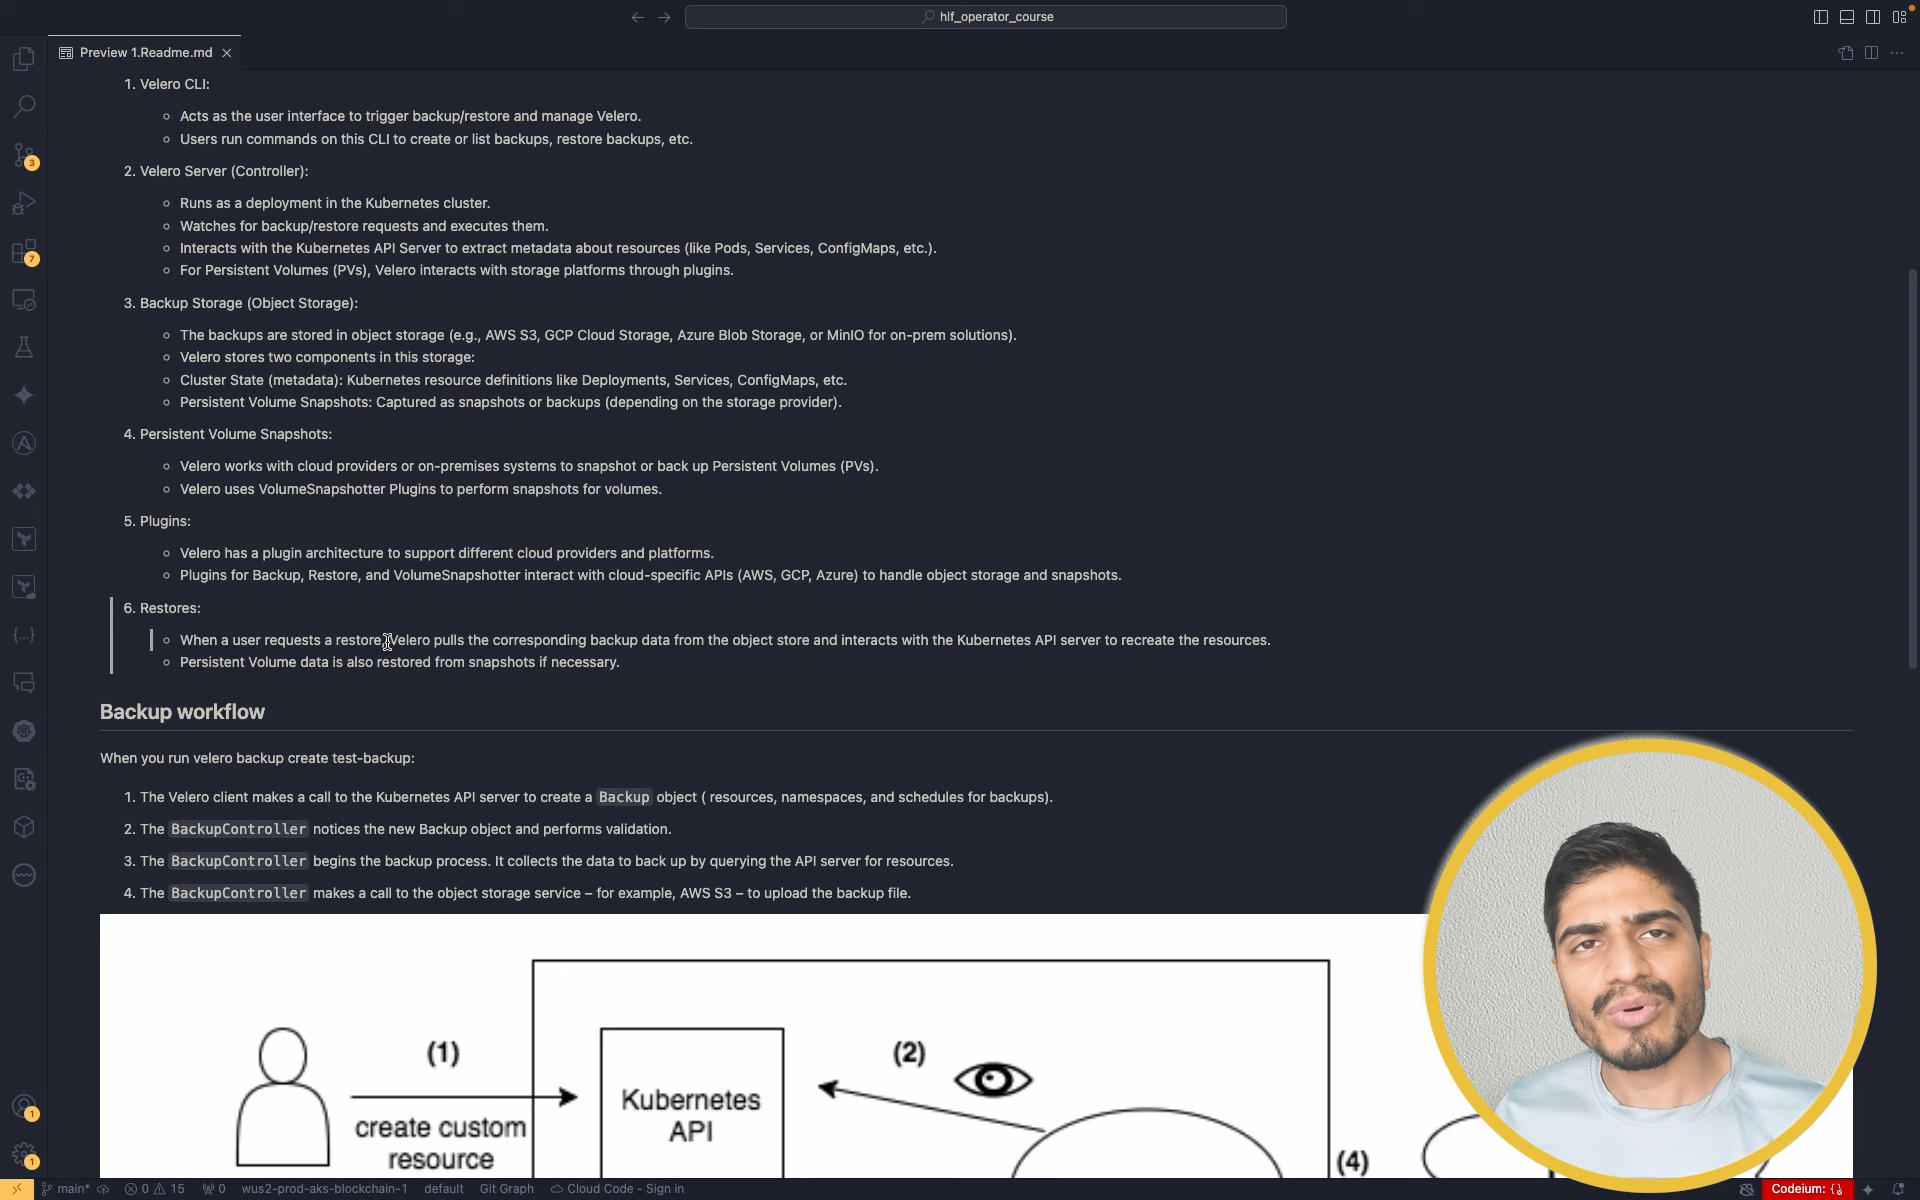 hlf_operator_course
Preview 1.Readme.md
1. Velero CLI:
Acts as the user interface to trigger backup/restore and manage Velero.
Users run commands on this CLI to create or list backups, restore backups, etc.
2. Velero Server (Controller):
Runs as a deployment in the Kubernetes cluster.
Watches for backup/restore requests and executes them.
Interacts with the Kubernetes API Server to extract metadata about resources (like Pods, Services, ConfigMaps, etc.).
For Persistent Volumes (PVs), Velero interacts with storage platforms through plugins.
3. Backup Storage (Object Storage):
The backups are stored in object storage (e.g., AWS S3, GCP Cloud Storage, Azure Blob Storage, or MinIO for on-prem solutions).
Velero stores two components in this storage:
Cluster State (metadata): Kubernetes resource definitions like Deployments, Services, ConfigMaps, etc.
Persistent Volume Snapshots: Captured as snapshots or backups (depending on the storage provider).
4. Persistent Volume Snapshots:
Velero works with cloud providers or on-premises systems to snapshot or back up Persistent Volumes (PVs).
Velero uses VolumeSnapshotter Plugins to perform snapshots for volumes.
5. Plugins:
Velero has a plugin architecture to support different cloud providers and platforms.
Plugins for Backup, Restore, and VolumeSnapshotter interact with cloud-specific APIs (AWS, GCP, Azure) to handle object storage and snapshots.
6. Restores:
When a user requests a restore, Velero pulls the corresponding backup data from the object store and interacts with the Kubernetes API server to recreate the resources.
Persistent Volume data is also restored from snapshots if necessary.
Backup workflow
When you run velero backup create test-backup:
1. The Velero client makes a call to the Kubernetes API server to create a Backup object ( resources, namespaces, and schedules for backups).
2. The BackupController notices the new Backup object and performs validation.
3. The BackupController begins the backup process. It collects the data to back up by querying the API server for resources.
4. The BackupController makes a call to the object storage service – for example, AWS S3 – to upload the backup file.
(1)
create custom
resource
Kubernetes
API
(2)
(4)
3
7
1
1
main* 0 15 0 wus2-prod-aks-blockchain-1 default Git Graph Cloud Code - Sign in
Codeium: {}